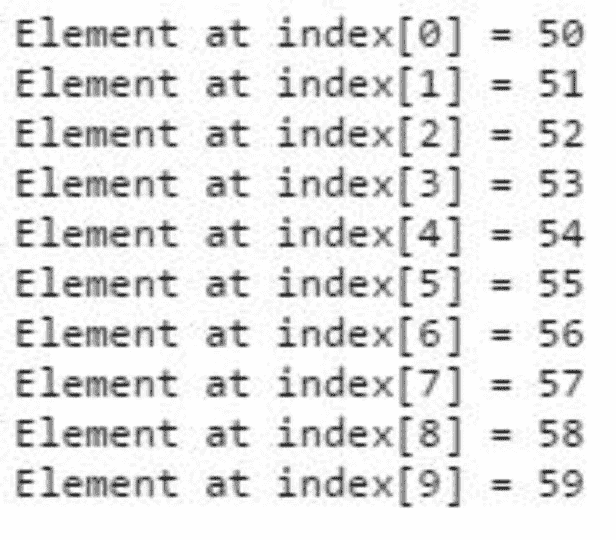 Element at index[0] = 50
Element at index[1] = 51
Element at index[2] = 52
Element at index[3] = 53
Element at index[4] = 54
Element at index[5] = 55
Element at index[6] = 56
Element at index[7] = 57
Element at index[8] = 58
Element at index[9] = 59